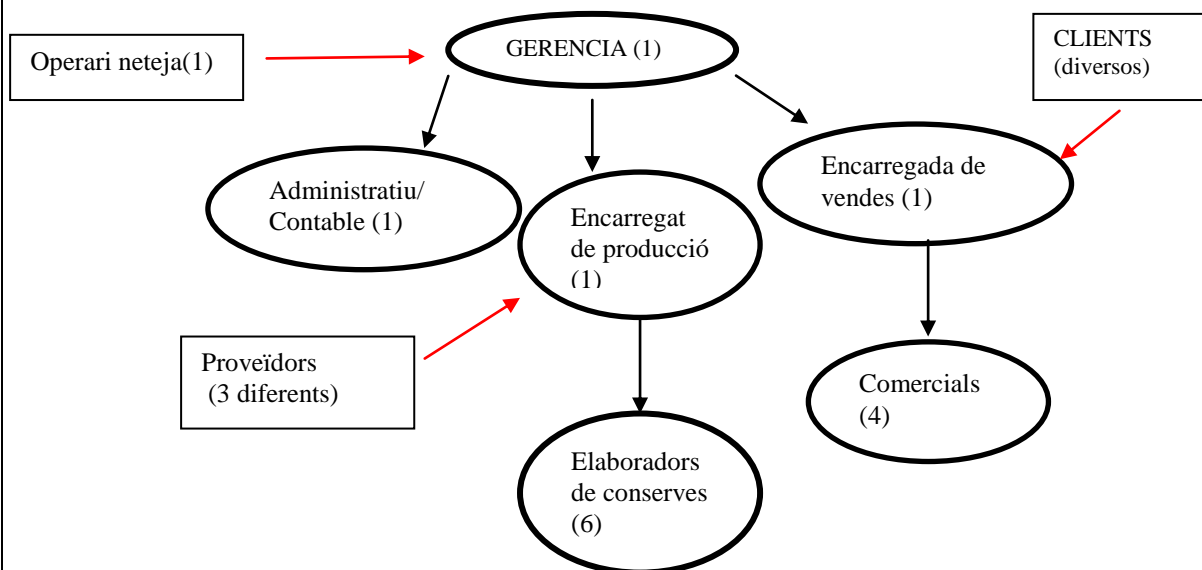 Operari neteja(1)
GERENCIA (1)
CLIENTS
(diversos)
Administratiu/
Contable (1)
Encarregat
de producció
(1)
Encarregada de
vendes (1)
Proveïdors
(3 diferents)
Comercials
(4)
Elaboradors
de conserves
(6)